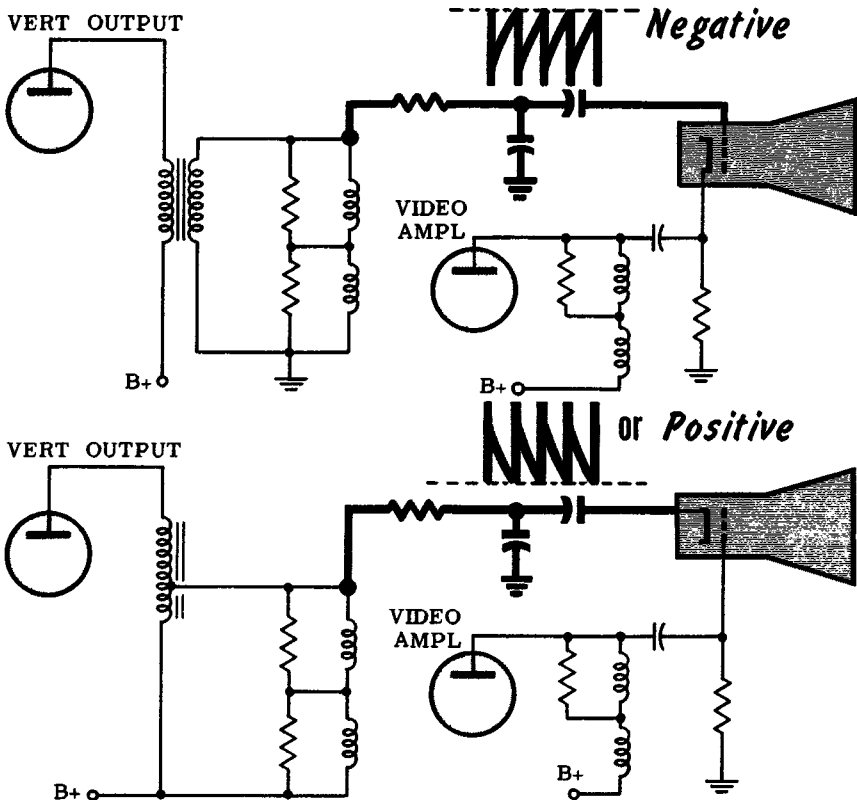 VERT OUTPUT
Negative
VIDEO
AMPL
B+
B+
or Positive
VERT OUTPUT
VIDEO
AMPL
B+
B+